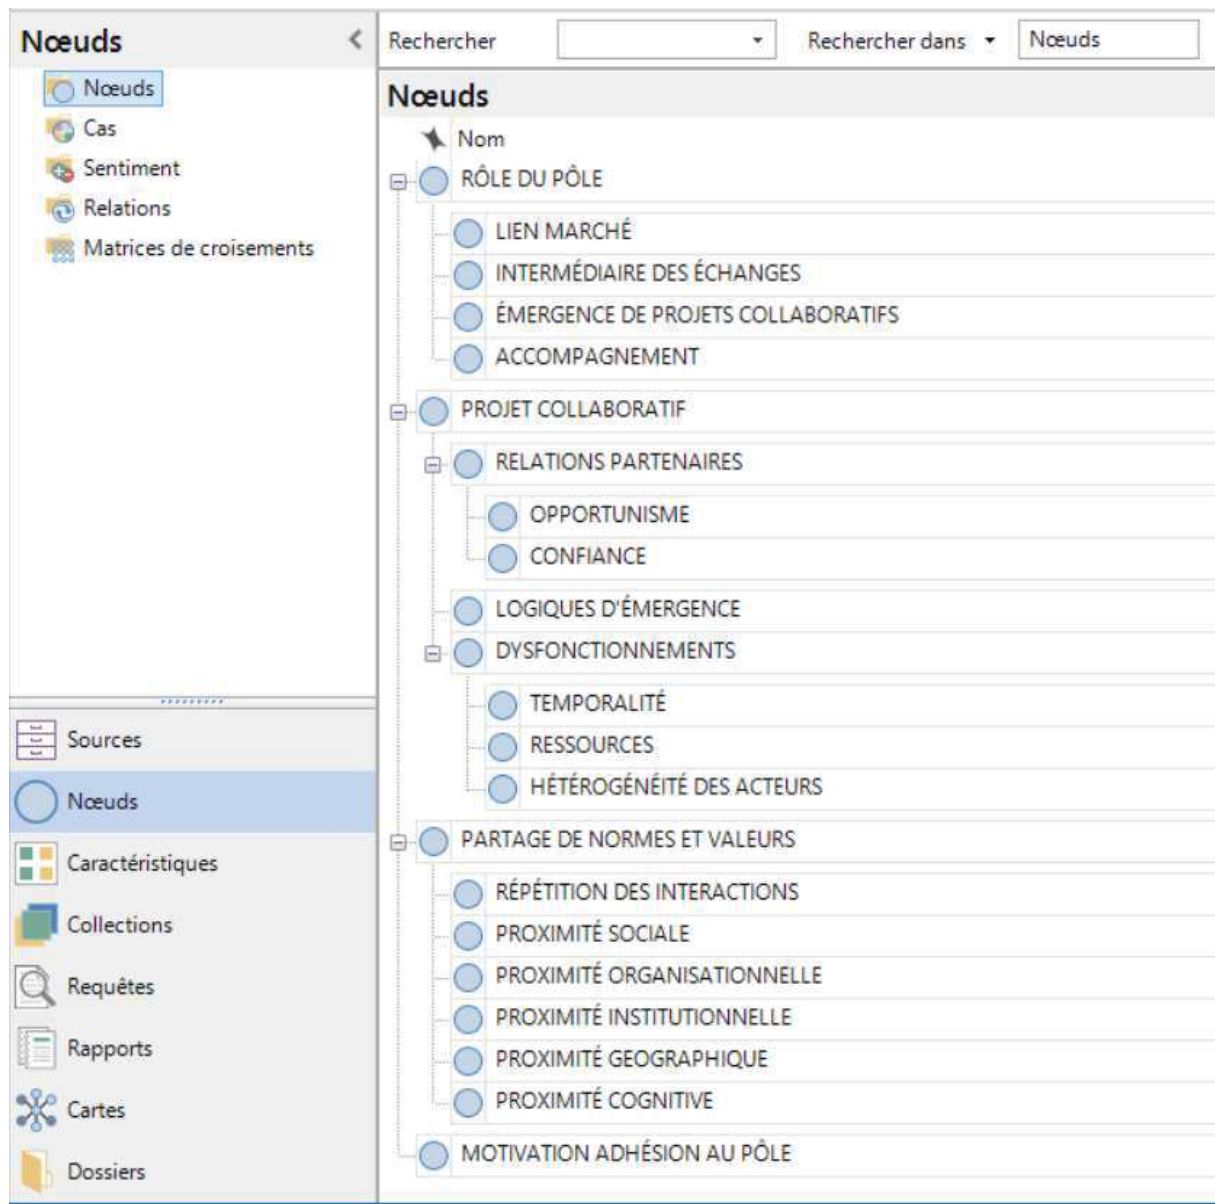 Nœuds
Nœuds
Cas
Sentiment
Relations
Matrices de croisements
Sources
Nœuds
Caractéristiques
Collections
Requêtes
Rapports
Cartes
Dossiers
Rechercher Rechercher dans Nœuds
Nœuds
Nom
RÔLE DU PÔLE
LIEN MARCHÉ
INTERMÉDIAIRE DES ÉCHANGES
ÉMERGENCE DE PROJETS COLLABORATIFS
ACCOMPAGNEMENT
PROJET COLLABORATIF
RELATIONS PARTENAIRES
OPPORTUNISME
CONFIANCE
LOGIQUES D'ÉMERGENCE
DYSFONCTIONNEMENTS
TEMPORALITÉ
RESSOURCES
HÉTÉROGÉNÉITÉ DES ACTEURS
PARTAGE DE NORMES ET VALEURS
RÉPÉTITION DES INTERACTIONS
PROXIMITÉ SOCIALE
PROXIMITÉ ORGANISATIONNELLE
PROXIMITÉ INSTITUTIONNELLE
PROXIMITÉ GEOGRAPHIQUE
PROXIMITÉ COGNITIVE
MOTIVATION ADHÉSION AU PÔLE